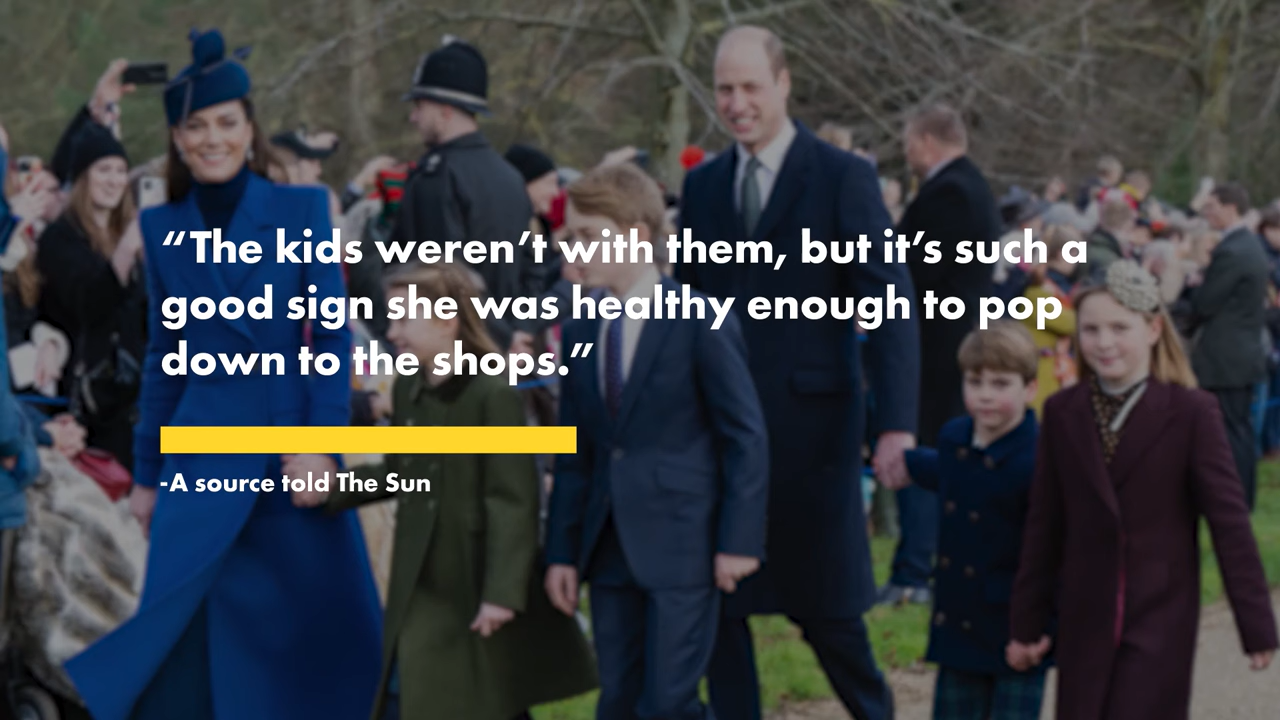 “The kids weren’t with them, but it’s such a
good sign she was healthy enough to pop
down to the shops.”
-A source told The Sun